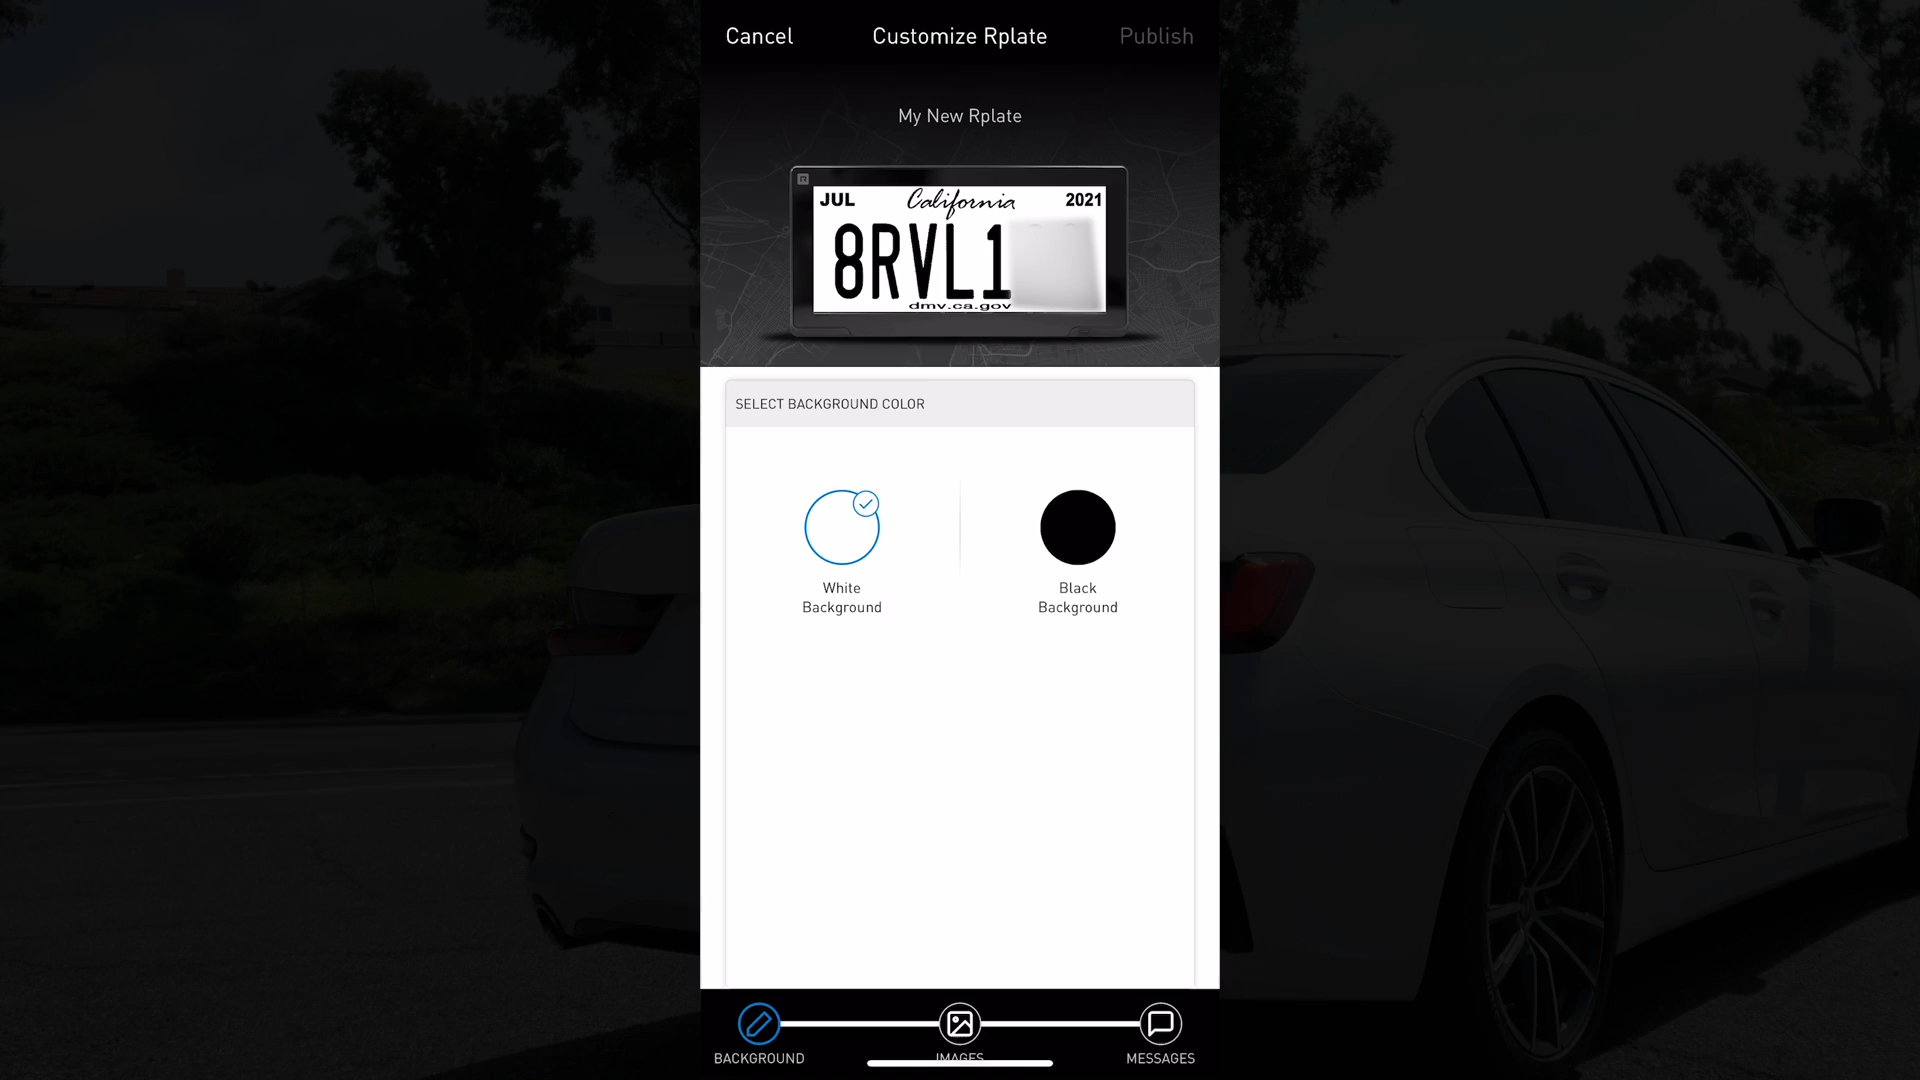 Cancel Customize Rplate Publish
My New Rplate
JUL California 2021
8RVL1
dmv.ca.gov
SELECT BACKGROUND COLOR
White
Background
Black
Background
BACKGROUND IMAGES MESSAGES